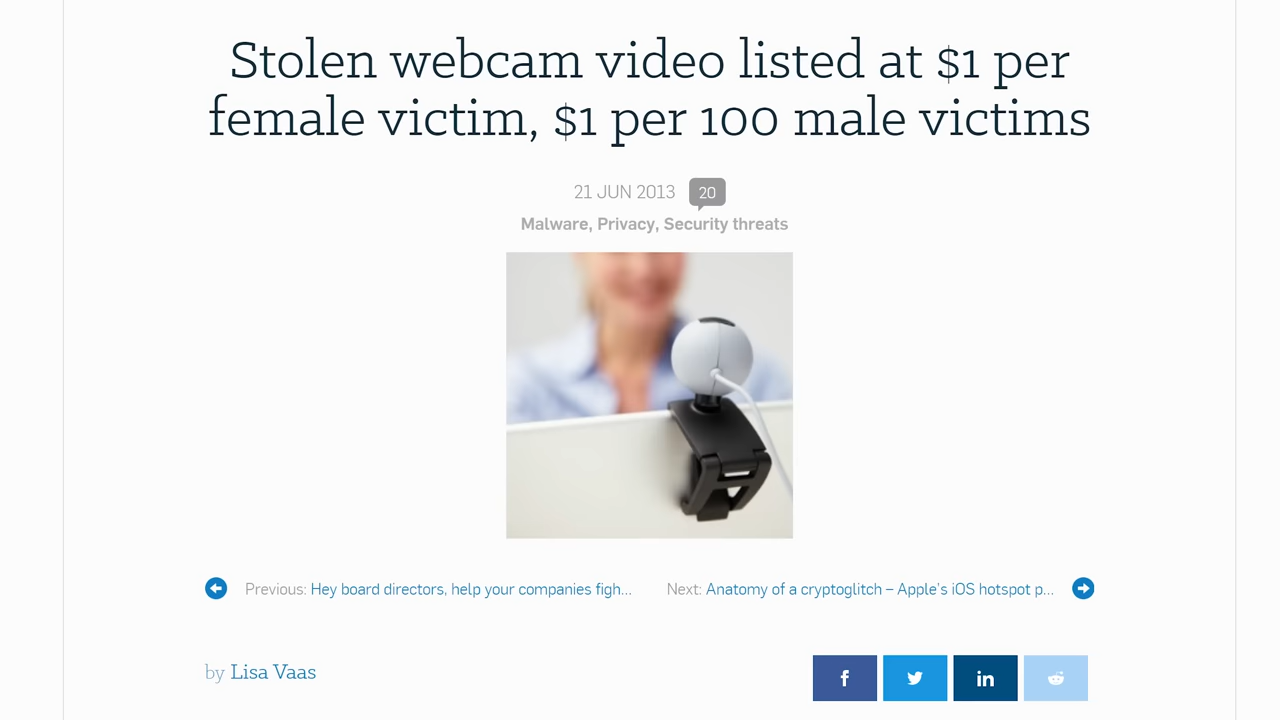 Stolen webcam video listed at $1 per
female victim, $1 per 100 male victims
21 JUN 2013 20
Malware, Privacy, Security threats
Previous: Hey board directors, help your companies figh...
Next: Anatomy of a cryptoglitch – Apple's iOS hotspot p...
by Lisa Vaas
f
in